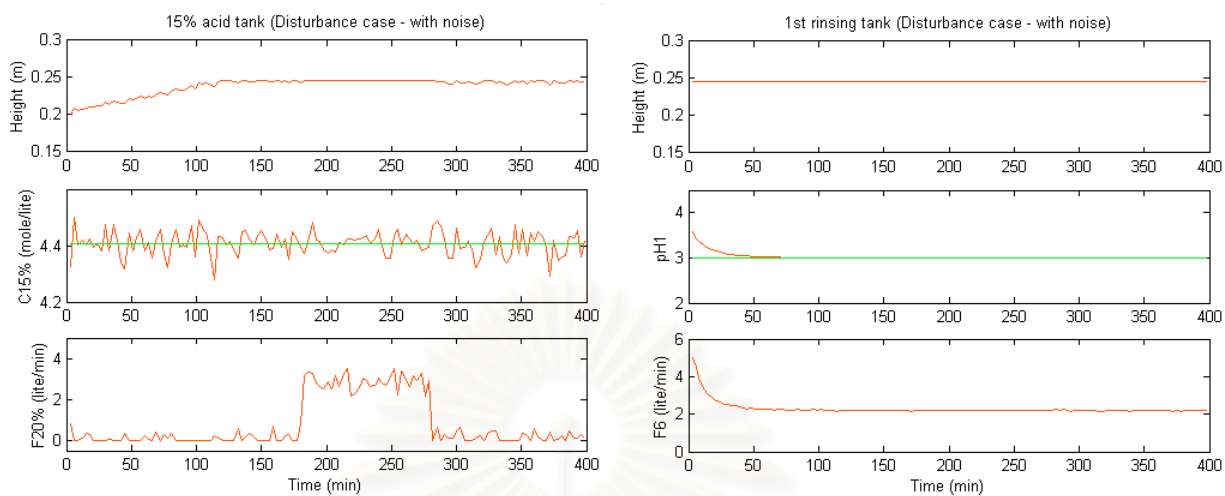 15% acid tank (Disturbance case - with noise)
0.3
0.25
0.2
0.15
Height (m)
0 50 100 150 200 250 300 350 400
4.4
4.2
C15% (mole/lite)
0 50 100 150 200 250 300 350 400
4
2
0
F20% (lite/min)
0 50 100 150 200 250 300 350 400
Time (min)
1st rinsing tank (Disturbance case - with noise)
0.3
0.25
0.2
0.15
Height (m)
0 50 100 150 200 250 300 350 400
4
3
2
pH1
0 50 100 150 200 250 300 350 400
6
4
2
0
F6 (lite/min)
0 50 100 150 200 250 300 350 400
Time (min)